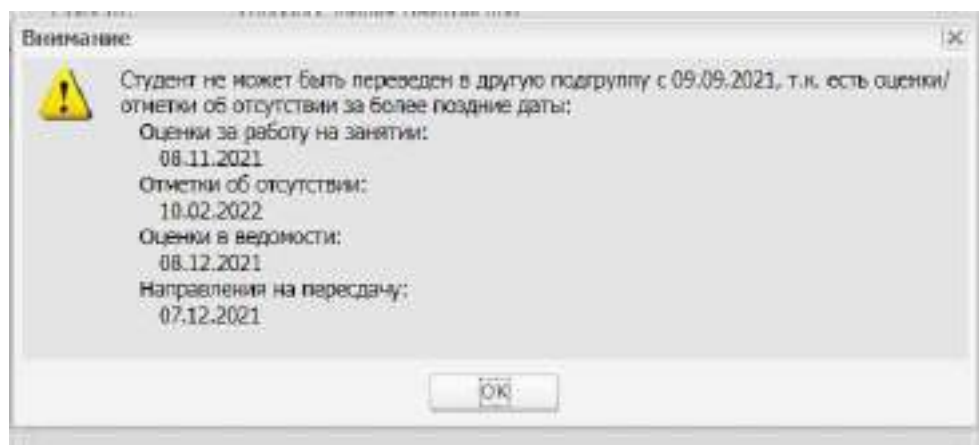 Внимание
Студент не может быть переведен в другую подгруппу с 09.09.2021, т.к. есть оценки/
отметки об отсутствии за более поздние даты:
Оценки за работу на занятии:
08.11.2021
Отметки об отсутствии:
10.02.2022
Оценки в ведомости:
08.12.2021
Направления на пересдачу:
07.12.2021
OK